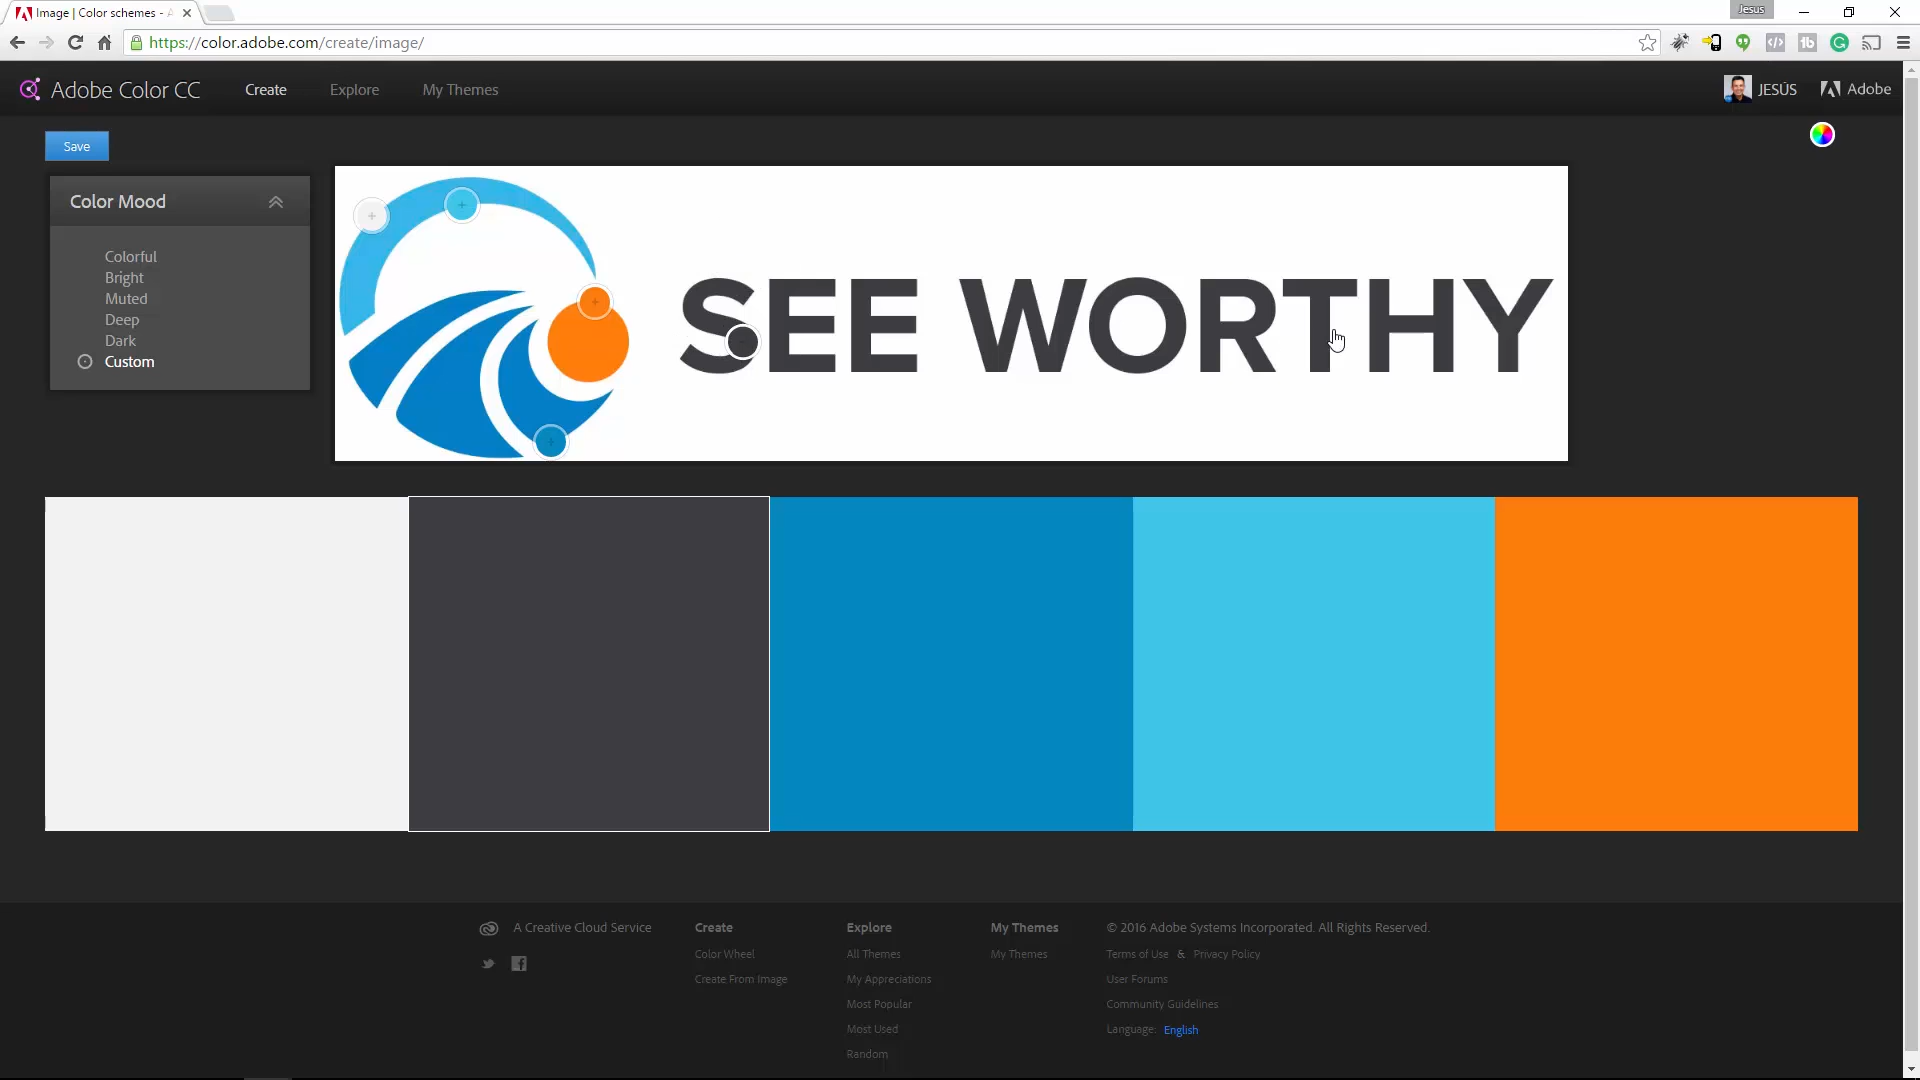 Image | Color schemes - A
Jesus
https://color.adobe.com/create/image/
Adobe Color CC
Create
Explore
My Themes
JESÚS
Adobe
Save
Color Mood
Colorful
Bright
Muted
Deep
Dark
Custom
SEE WORTHY
A Creative Cloud Service
Create
Color Wheel
Create From Image
Explore
All Themes
My Appreciations
Most Popular
Most Used
Random
My Themes
My Themes
© 2016 Adobe Systems Incorporated. All Rights Reserved.
Terms of Use & Privacy Policy
User Forums
Community Guidelines
Language: English